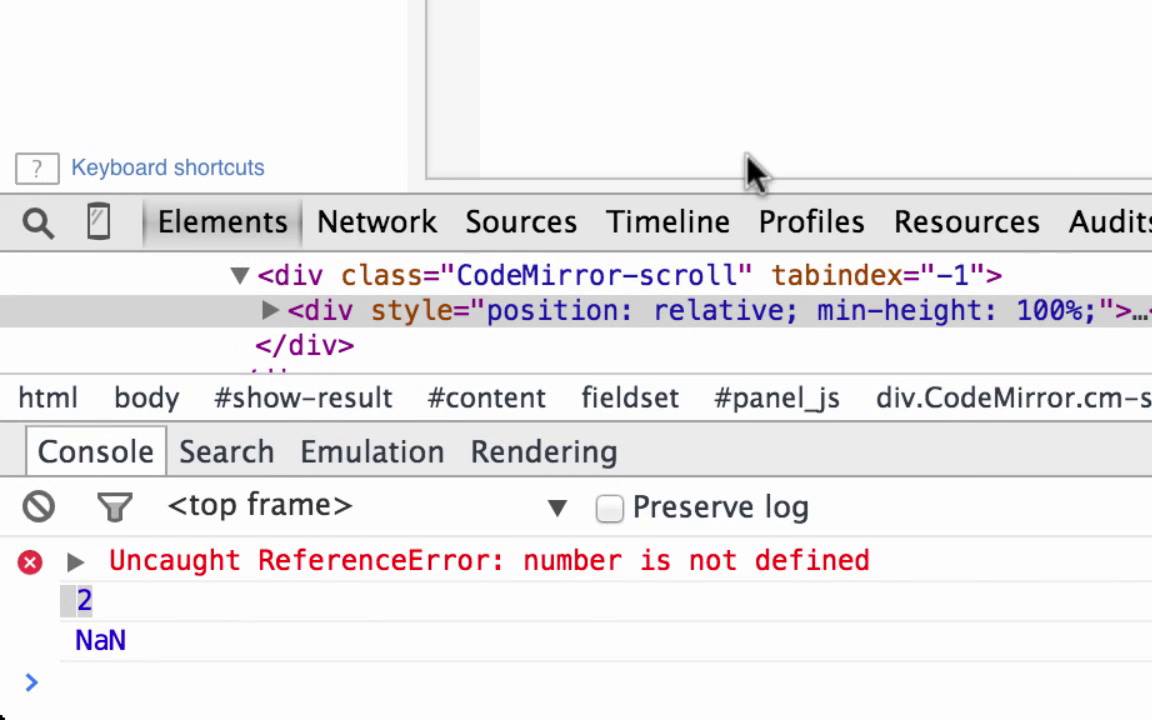 ? Keyboard shortcuts
Elements Network Sources Timeline Profiles Resources Audits
<div class="CodeMirror-scroll" tabindex="-1">
<div style="position: relative; min-height: 100%;">…
</div>
html body #show-result #content fieldset #panel_js div.CodeMirror.cm-s
Console Search Emulation Rendering
<top frame> Preserve log
Uncaught ReferenceError: number is not defined
2
NaN